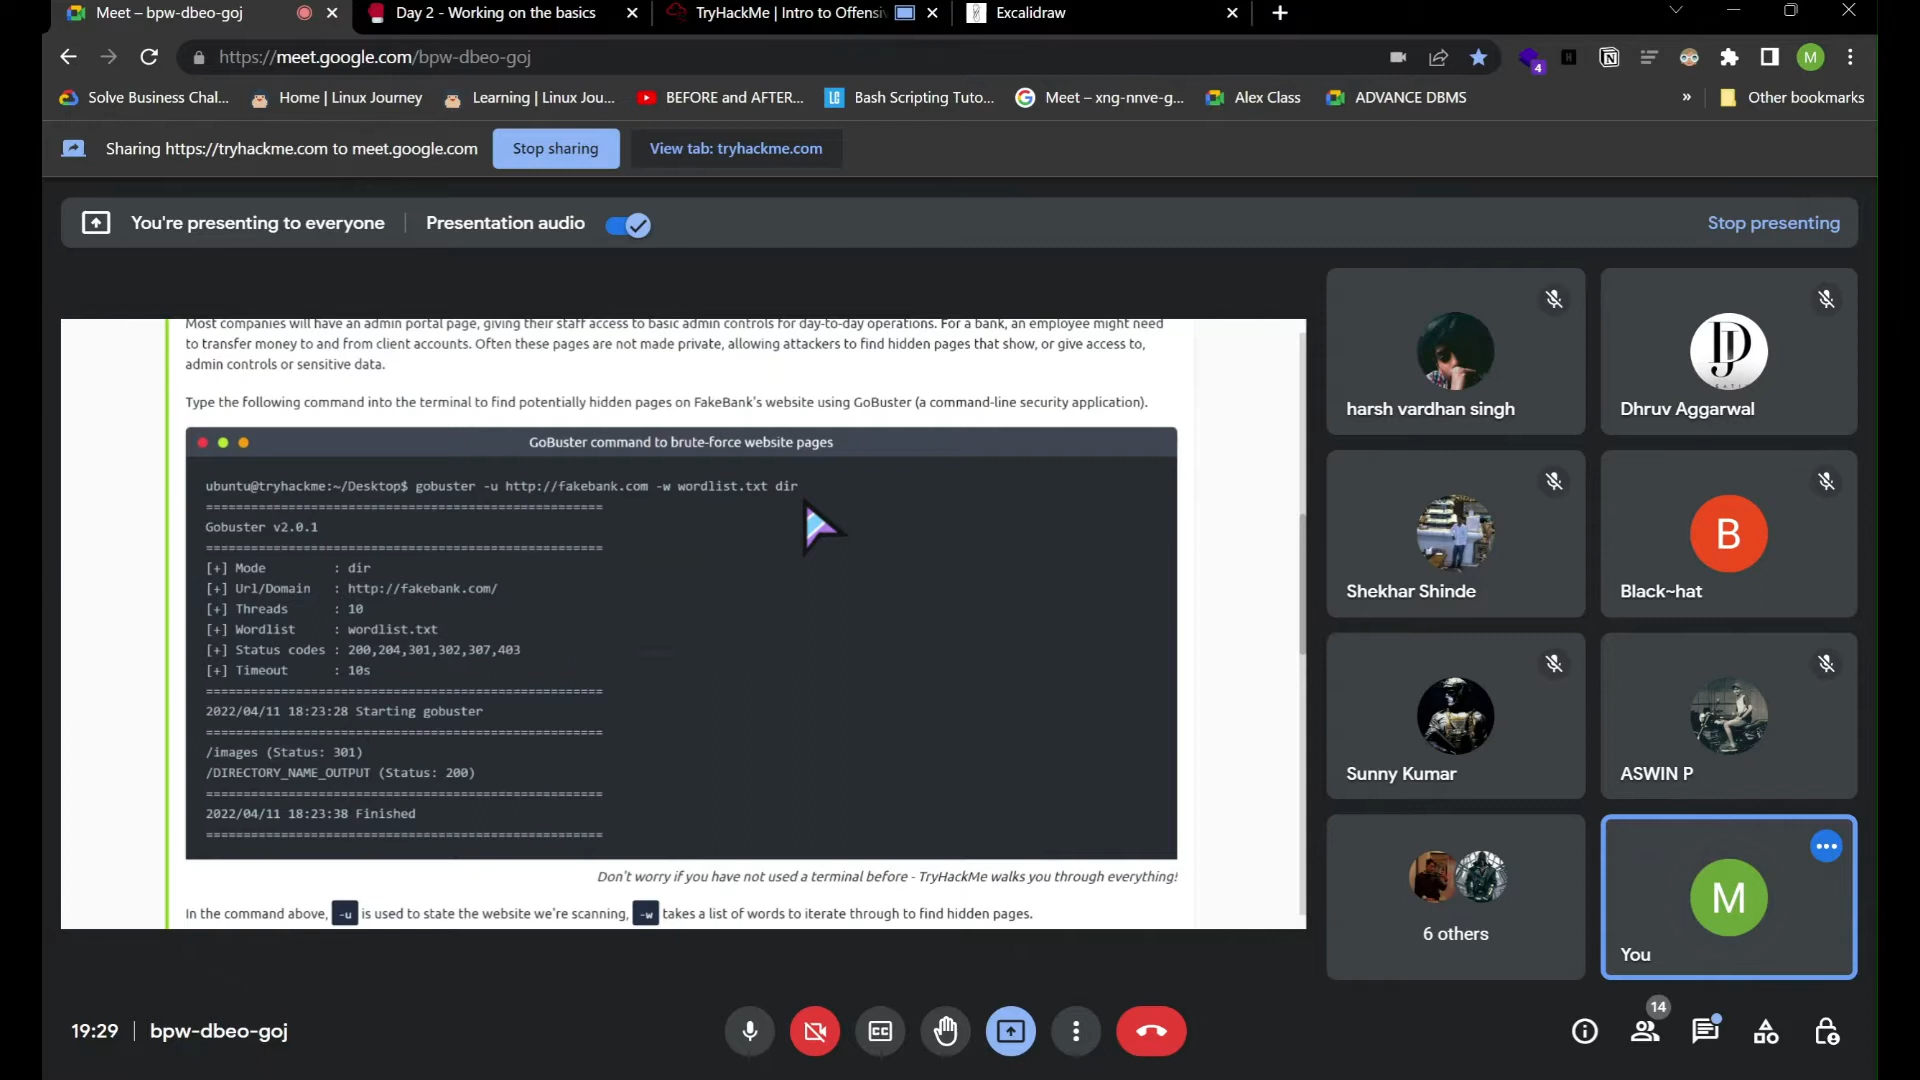 Meet – bpw-dbeo-goj
Day 2 - Working on the basics
TryHackMe | Intro to Offensi
Excalidraw
https://meet.google.com/bpw-dbeo-goj
4
M
Solve Business Chal...
Home | Linux Journey
Learning | Linux Jou...
BEFORE and AFTER...
LC
Bash Scripting Tuto...
Meet – xng-nnve-g...
Alex Class
ADVANCE DBMS
»
Other bookmarks
Sharing https://tryhackme.com to meet.google.com
Stop sharing
View tab: tryhackme.com
You're presenting to everyone
Presentation audio
Stop presenting
Most companies will have an admin portal page, giving their staff access to basic admin controls for day-to-day operations. For a bank, an employee might need
to transfer money to and from client accounts. Often these pages are not made private, allowing attackers to find hidden pages that show, or give access to,
admin controls or sensitive data.
Type the following command into the terminal to find potentially hidden pages on FakeBank's website using GoBuster (a command-line security application).
GoBuster command to brute-force website pages
ubuntu@tryhackme:~/Desktop$ gobuster -u http://fakebank.com -w wordlist.txt dir
=====================================================
Gobuster v2.0.1
=====================================================
[+] Mode : dir
[+] Url/Domain : http://fakebank.com/
[+] Threads : 10
[+] Wordlist : wordlist.txt
[+] Status codes : 200,204,301,302,307,403
[+] Timeout : 10s
=====================================================
2022/04/11 18:23:28 Starting gobuster
=====================================================
/images (Status: 301)
/DIRECTORY_NAME_OUTPUT (Status: 200)
=====================================================
2022/04/11 18:23:38 Finished
=====================================================
Don't worry if you have not used a terminal before - TryHackMe walks you through everything!
In the command above, -u is used to state the website we're scanning, -w takes a list of words to iterate through to find hidden pages.
harsh vardhan singh
Dhruv Aggarwal
Shekhar Shinde
B
Black~hat
Sunny Kumar
ASWIN P
6 others
M
You
19:29 | bpw-dbeo-goj
14